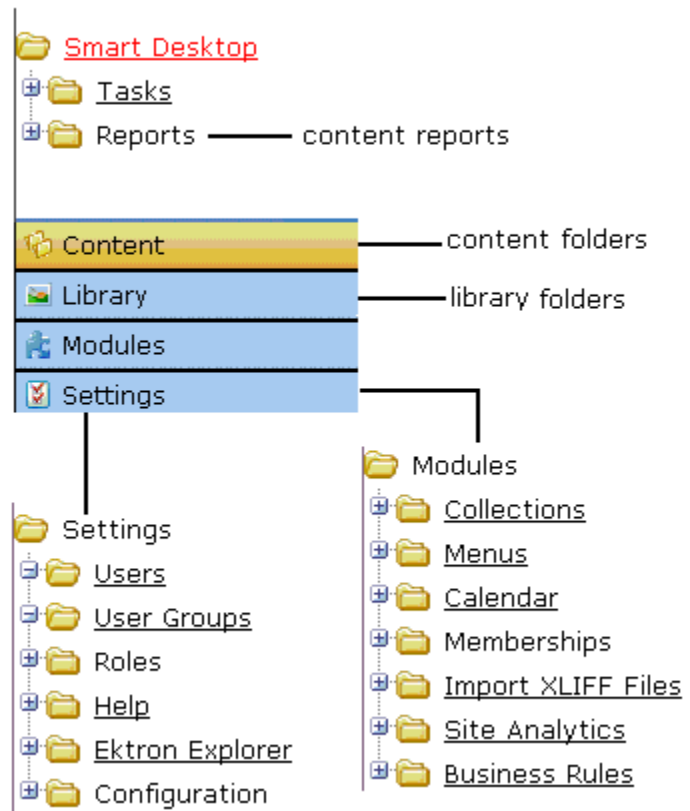 Smart Desktop
Tasks
Reports content reports
Content content folders
Library library folders
Modules
Settings
Settings
Users
User Groups
Roles
Help
Ektron Explorer
Configuration
Modules
Collections
Menus
Calendar
Memberships
Import XLIFF Files
Site Analytics
Business Rules